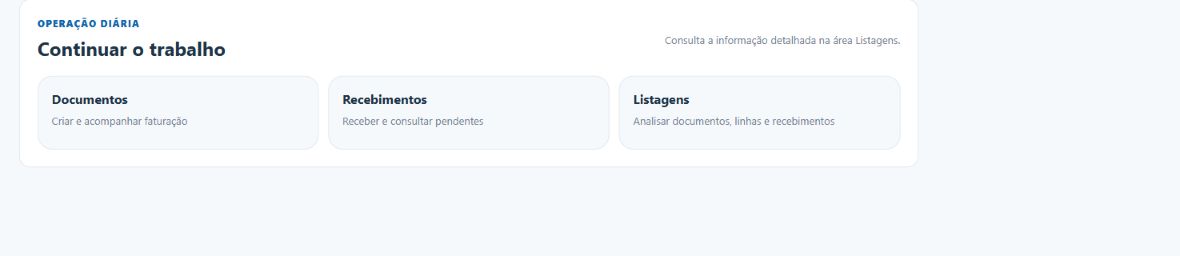 OPERAÇÃO DIÁRIA
Continuar o trabalho
Consulta a informação detalhada na área Listagens.
Documentos
Criar e acompanhar faturação
Recebimentos
Receber e consultar pendentes
Listagens
Analisar documentos, linhas e recebimentos